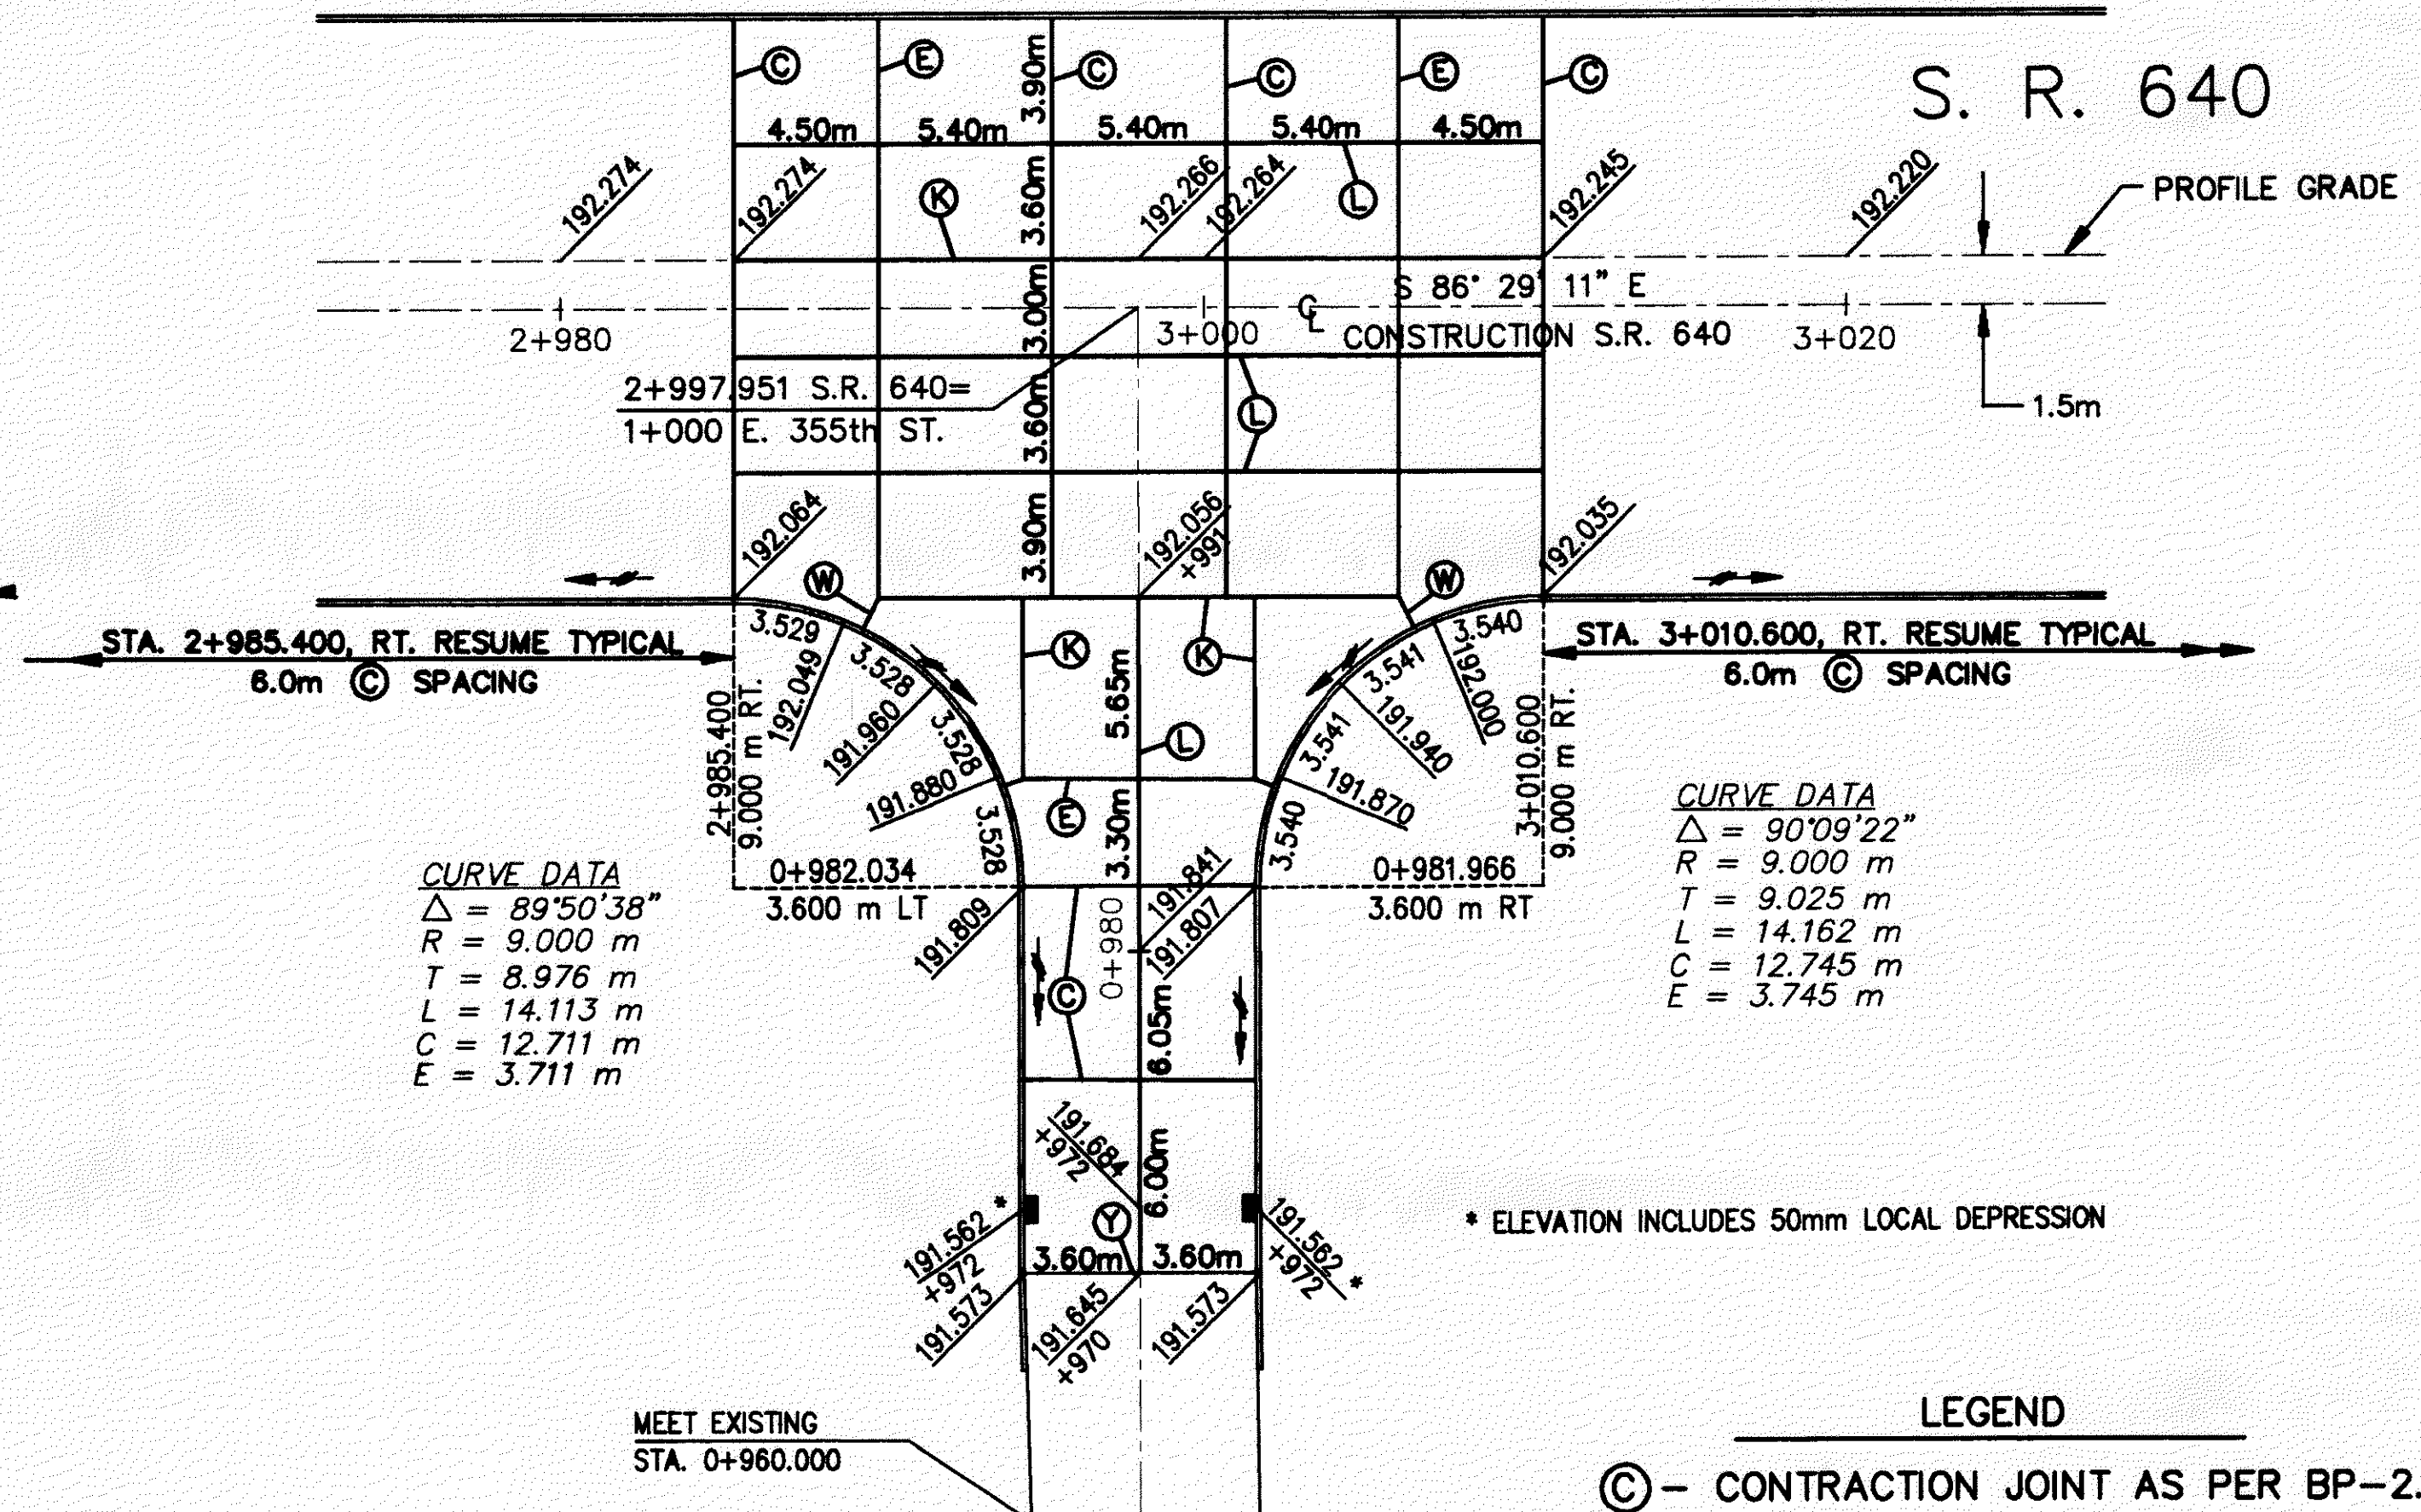 S. R. 640
C
E
C
C
E
C
3.90m
4.50m
5.40m
5.40m
5.40m
4.50m
192.274
192.274
K
3.60m
192.266
192.264
L
192.245
192.220
PROFILE GRADE
3.00m
S 86° 29' 11" E
2+980
3+000
CL
CONSTRUCTION S.R. 640
3+020
2+997.951 S.R. 640=
1+000 E. 355th ST.
3.60m
L
1.5m
192.064
3.90m
192.056
+991
192.035
W
W
3.529
3.540
STA. 2+985.400, RT. RESUME TYPICAL
6.0m C SPACING
STA. 3+010.600, RT. RESUME TYPICAL
6.0m C SPACING
K
K
192.049
3.528
3.541
192.000
2+985.400
9.000 m RT.
191.960
3.528
5.65m
L
3.541
191.940
3+010.600
9.000 m RT.
191.880
3.528
E
3.30m
3.540
191.870
0+982.034
3.600 m LT
0+981.966
3.600 m RT
CURVE DATA
△ = 89°50'38"
R = 9.000 m
T = 8.976 m
L = 14.113 m
C = 12.711 m
E = 3.711 m
CURVE DATA
△ = 90°09'22"
R = 9.000 m
T = 9.025 m
L = 14.162 m
C = 12.745 m
E = 3.745 m
191.809
0+980
191.841
191.807
C
6.05m
191.684
+972
6.00m
191.562 *
+972
Y
3.60m
3.60m
191.562
+972 *
* ELEVATION INCLUDES 50mm LOCAL DEPRESSION
191.573
191.645
+970
191.573
MEET EXISTING
STA. 0+960.000
LEGEND
C - CONTRACTION JOINT AS PER BP-2.